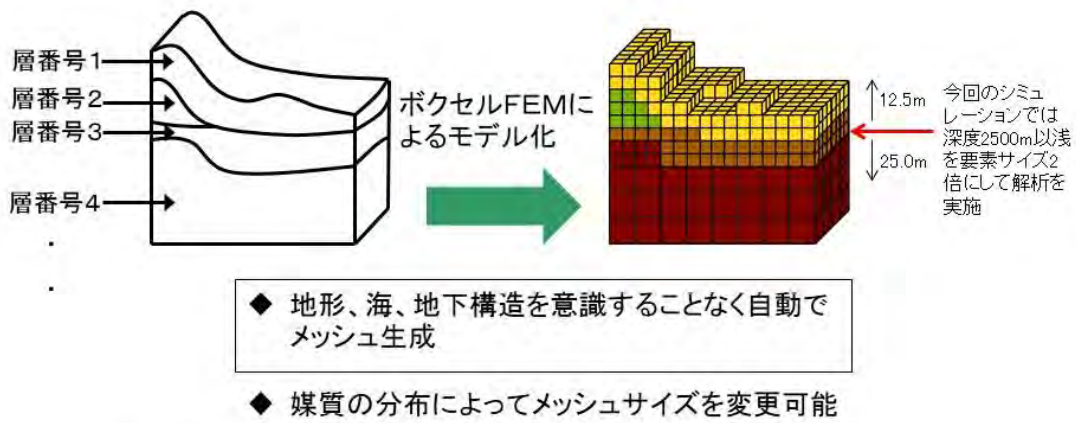 層番号1
層番号2
層番号3
層番号4
・
・
ボクセルFEMに
よるモデル化
12.5m
25.0m
今回のシミュ
レーションでは
深度2500m以浅
を要素サイズ2
倍にして解析を
実施
◆ 地形、海、地下構造を意識することなく自動で
メッシュ生成
◆ 媒質の分布によってメッシュサイズを変更可能